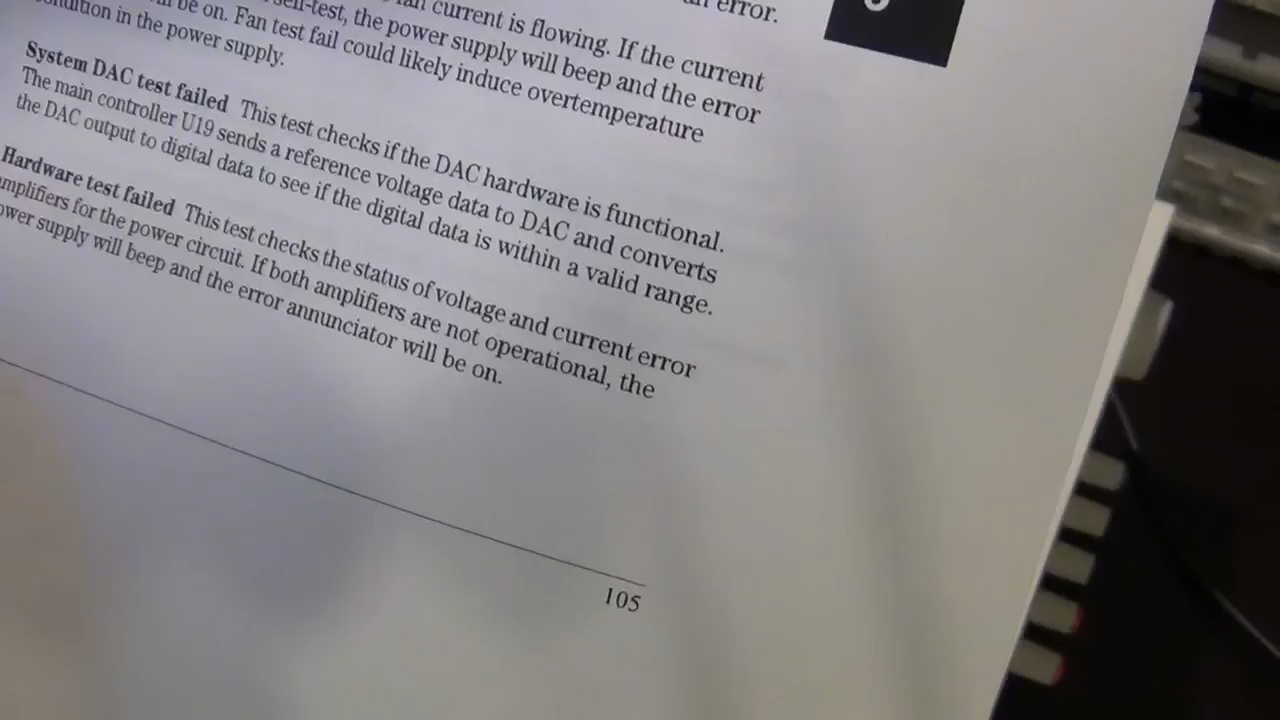 an error.
fan current is flowing. If the current
self-test, the power supply will beep and the error
will be on. Fan test fail could likely induce overtemperature
condition in the power supply.
System DAC test failed This test checks if the DAC hardware is functional.
The main controller U19 sends a reference voltage data to DAC and converts
the DAC output to digital data to see if the digital data is within a valid range.
Hardware test failed This test checks the status of voltage and current error
amplifiers for the power circuit. If both amplifiers are not operational, the
power supply will beep and the error annunciator will be on.
105